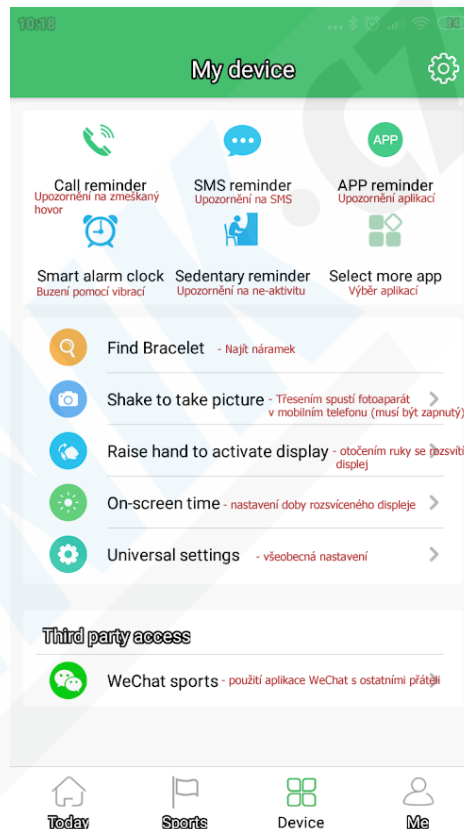 10:18
My device
APP
Call reminder
Upozornění na zmeškaný
hovor
SMS reminder
Upozornění na SMS
APP reminder
Upozornění aplikací
Smart alarm clock
Buzení pomocí vibrací
Sedentary reminder
Upozornění na ne-aktivitu
Select more app
Výběr aplikací
Find Bracelet - Najít náramek
Shake to take picture - Třesením spustí fotoaparát
v mobilním telefonu (musí být zapnutý)
Raise hand to activate display - otočením ruky se rozsvítí
displej
On-screen time - nastavení doby rozsvíceného displeje
Universal settings - všeobecná nastavení
Third party access
WeChat sports - použití aplikace WeChat s ostatními přáteli
Today
Sports
Device
Me